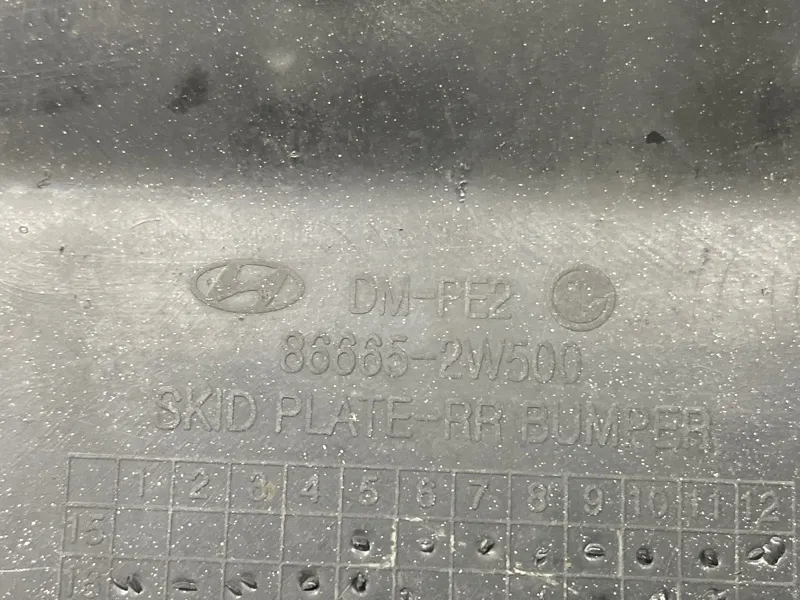 DM-PE2
86665-2W500
SKID PLATE-RR BUMPER
1 2 3 4 5 6 7 8 9 10 11 12
15